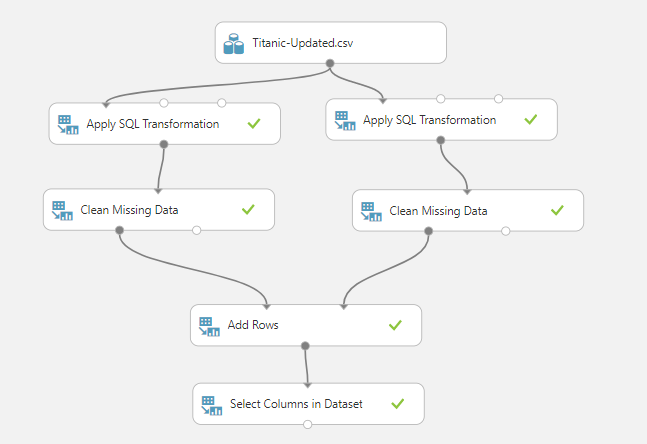 Titanic-Updated.csv
Apply SQL Transformation
Apply SQL Transformation
Clean Missing Data
Clean Missing Data
Add Rows
Select Columns in Dataset